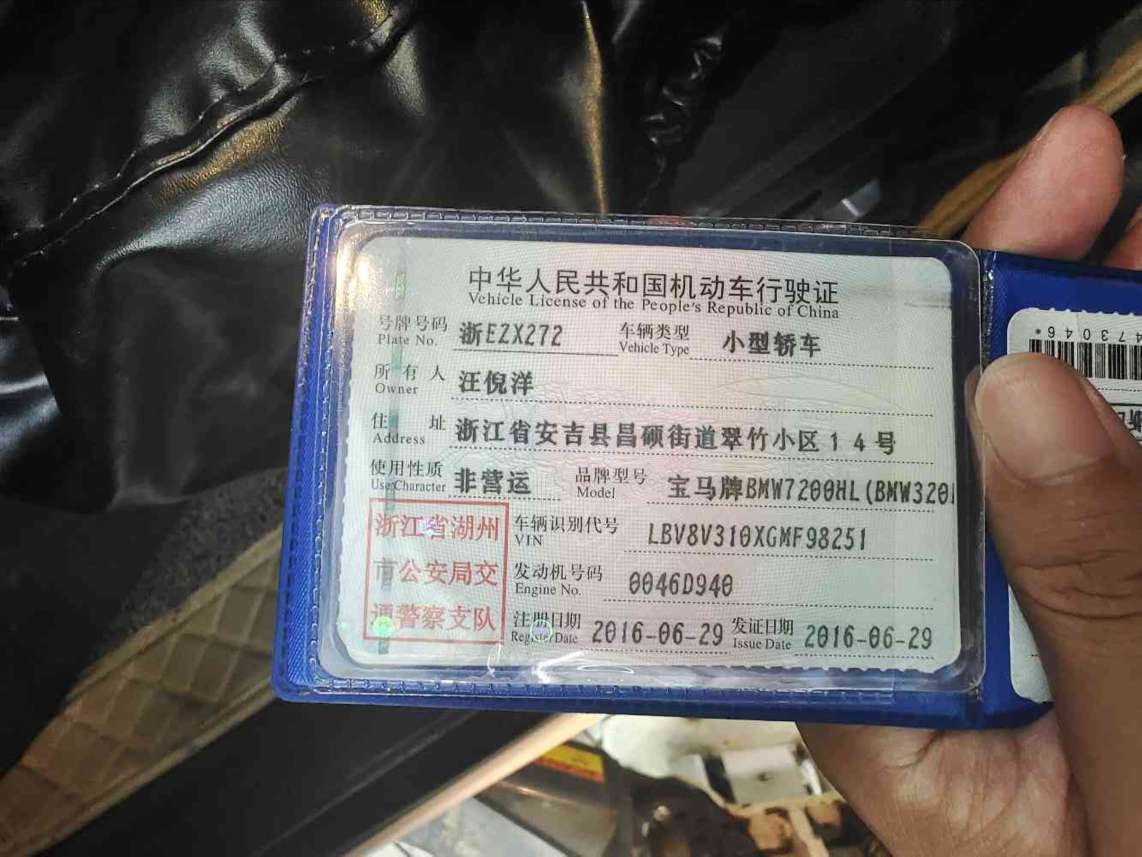 中华人民共和国机动车行驶证
Vehicle License of the People's Republic of China
号牌号码 浙EZX272 车辆类型 小型轿车
Plate No. Vehicle Type
所有人 汪倪洋
Owner
住址 浙江省安吉县昌硕街道翠竹小区14号
Address
使用性质 非营运 品牌型号 宝马牌BMW7200HL(BMW320
Use Character Model
浙江省湖州
市公安局交
通警察支队
车辆识别代号 LBV8V310XGMF98251
VIN
发动机号码 0046D940
Engine No.
注册日期 2016-06-29 发证日期 2016-06-29
Register Date Issue Date
473046*